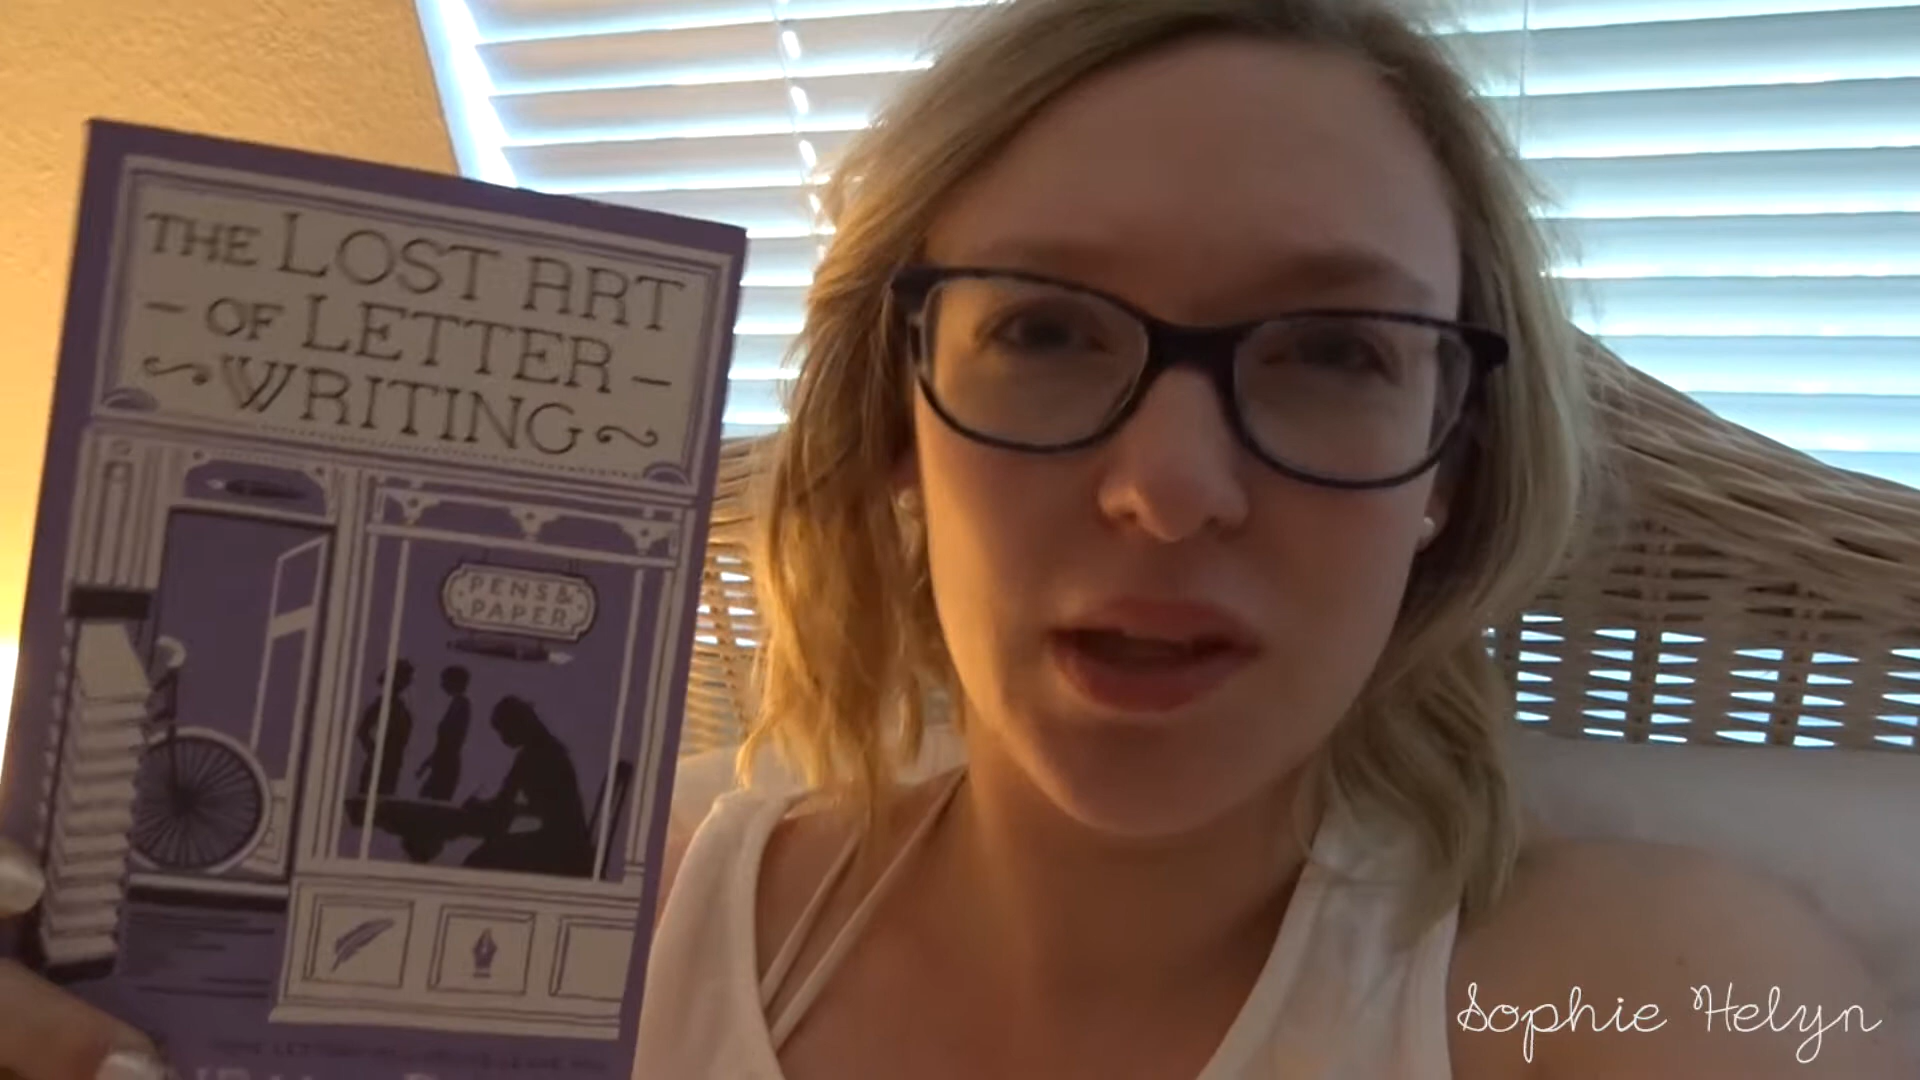 THE LOST ART
- OF LETTER -
WRITING
PENS &
PAPER
Sophie Helyn